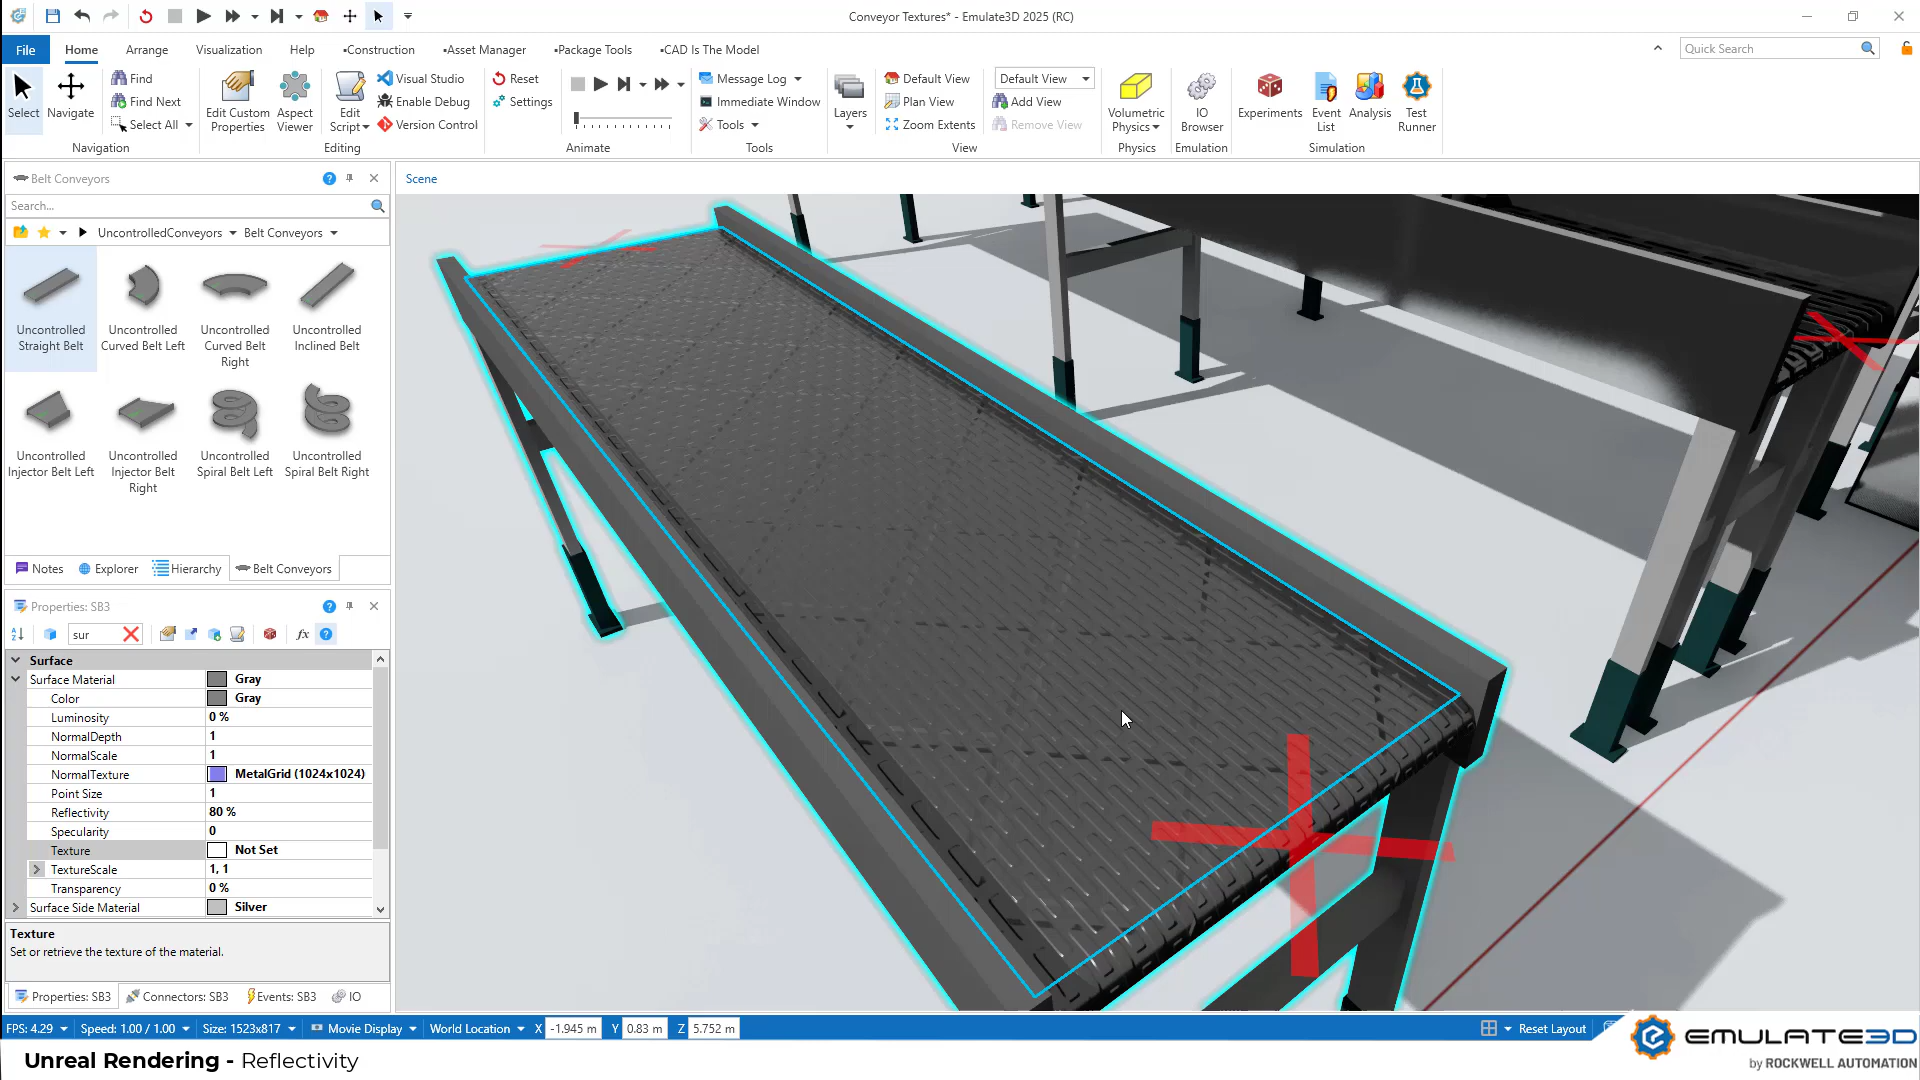 Conveyor Textures* - Emulate3D 2025 (RC)
File Home Arrange Visualization Help •Construction •Asset Manager •Package Tools •CAD Is The Model
Quick Search
Select Navigate
Find
Find Next
Select All
Navigation
Edit Custom Properties
Aspect Viewer
Edit Script
Visual Studio
Enable Debug
Version Control
Editing
Reset
Settings
Animate
Message Log
Immediate Window
Tools
Tools
Layers
Default View
Plan View
Zoom Extents
Default View
Add View
Remove View
View
Volumetric Physics
Physics
IO Browser
Emulation
Experiments
Event List
Analysis
Test Runner
Simulation
Belt Conveyors
Search...
UncontrolledConveyors Belt Conveyors
Uncontrolled Straight Belt
Uncontrolled Curved Belt Left
Uncontrolled Curved Belt Right
Uncontrolled Inclined Belt
Uncontrolled Injector Belt Left
Uncontrolled Injector Belt Right
Uncontrolled Spiral Belt Left
Uncontrolled Spiral Belt Right
Notes Explorer Hierarchy Belt Conveyors
Scene
Properties: SB3
sur
fx
Surface
Surface Material Gray
Color Gray
Luminosity 0 %
NormalDepth 1
NormalScale 1
NormalTexture MetalGrid (1024x1024)
Point Size 1
Reflectivity 80 %
Specularity 0
Texture Not Set
TextureScale 1, 1
Transparency 0 %
Surface Side Material Silver
Texture
Set or retrieve the texture of the material.
Properties: SB3 Connectors: SB3 Events: SB3 IO
FPS: 4.29 Speed: 1.00 / 1.00 Size: 1523x817 Movie Display World Location X -1.945 m Y 0.83 m Z 5.752 m Reset Layout
Unreal Rendering - Reflectivity
EMULATE3D
by ROCKWELL AUTOMATION